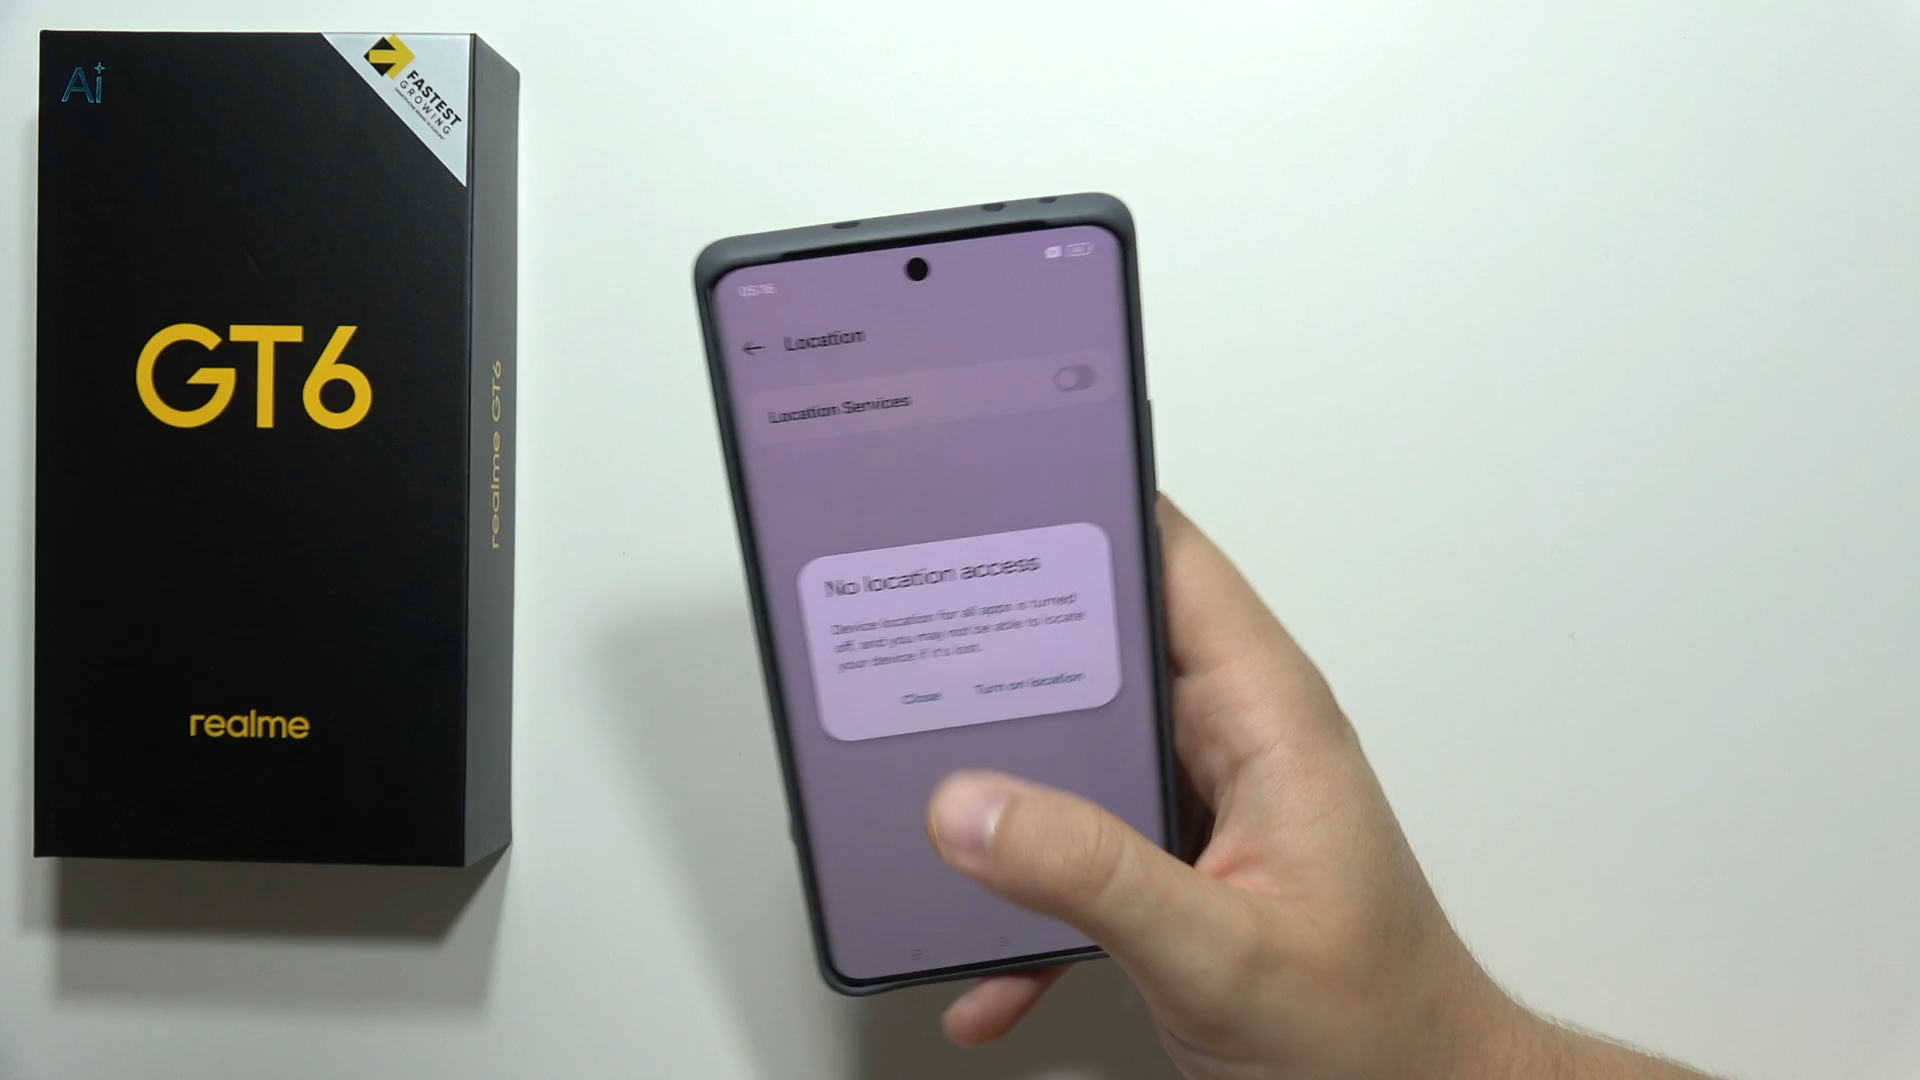 Ai
FASTEST
GROWING
GT6
realme
realme GT6
05:16
Location
Location Services
No location access
Device location for all apps is turned
off, and you may not be able to locate
your device if it's lost.
Close
Turn on location